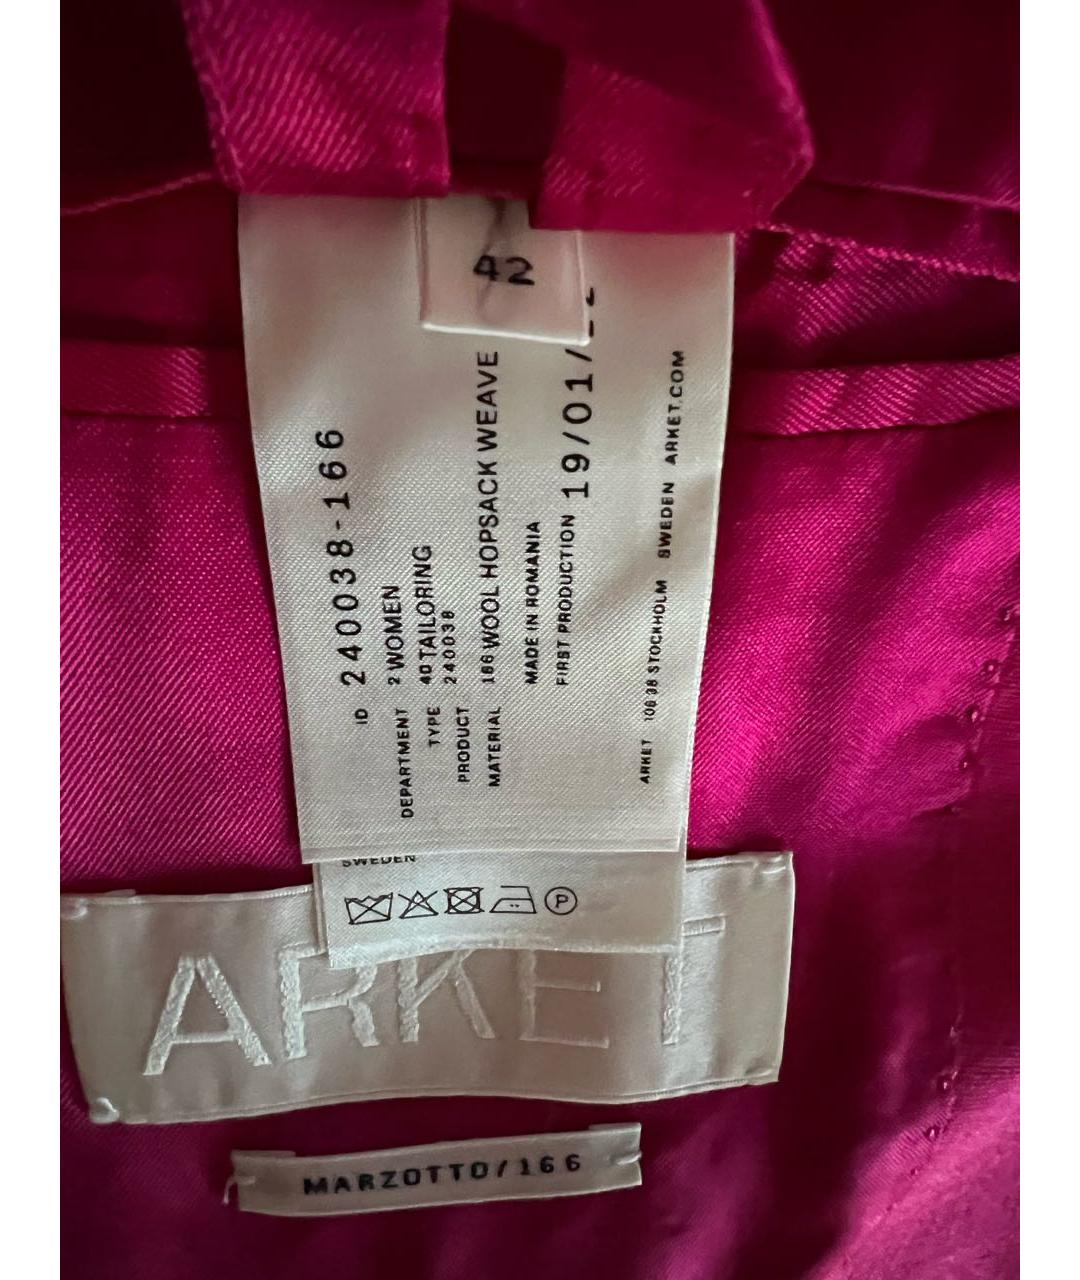 42
ID 240038-166
DEPARTMENT 2 WOMEN
TYPE 40 TAILORING
PRODUCT 240038
MATERIAL 166 WOOL HOPSACK WEAVE
MADE IN ROMANIA
FIRST PRODUCTION 19/01/
ARKET 106 38 STOCKHOLM SWEDEN ARKET.COM
SWEDEN
P
ARKET
MARZOTTO/166